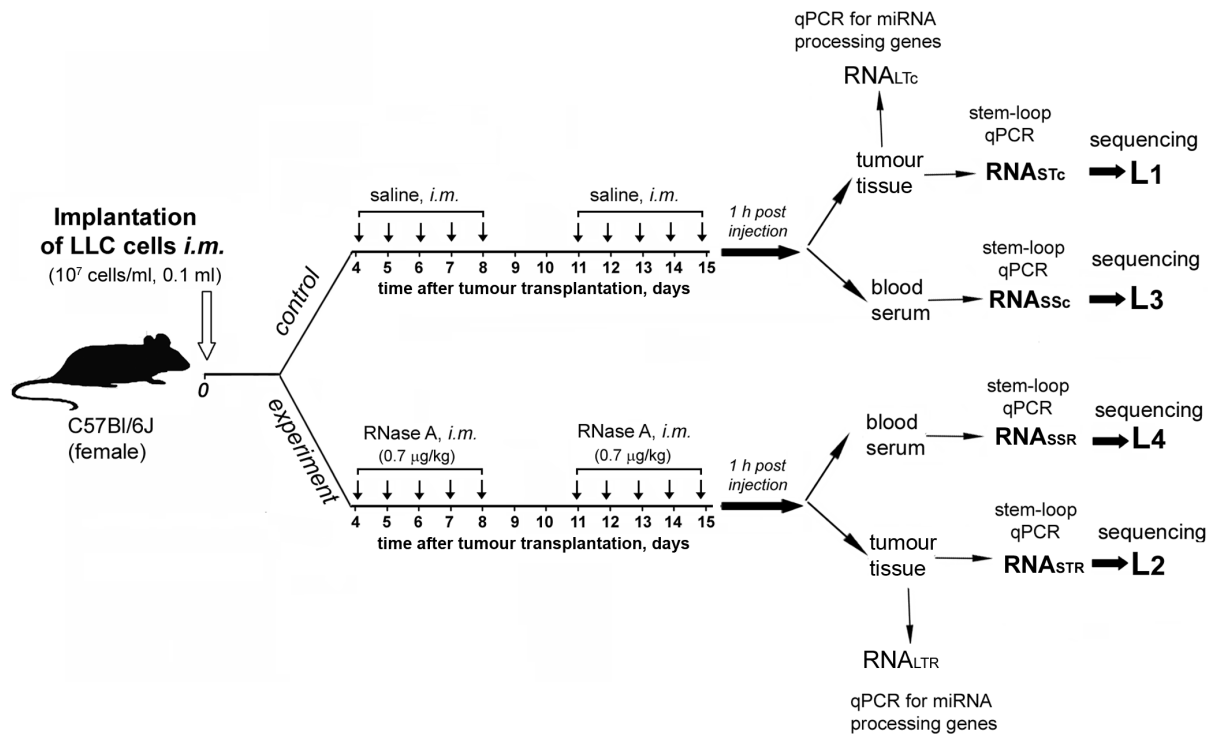 Implantation
of LLC cells i.m.
(10⁷ cells/ml, 0.1 ml)
C57Bl/6J
(female)
0
control
experiment
saline, i.m.
saline, i.m.
4 5 6 7 8 9 10 11 12 13 14 15
time after tumour transplantation, days
1 h post
injection
qPCR for miRNA
processing genes
RNALTc
tumour
tissue
stem-loop
qPCR
RNASTc
sequencing
L1
blood
serum
stem-loop
qPCR
RNASSc
sequencing
L3
RNase A, i.m.
(0.7 μg/kg)
RNase A, i.m.
(0.7 μg/kg)
4 5 6 7 8 9 10 11 12 13 14 15
time after tumour transplantation, days
1 h post
injection
blood
serum
stem-loop
qPCR
RNASSR
sequencing
L4
tumour
tissue
stem-loop
qPCR
RNASTR
sequencing
L2
RNALTR
qPCR for miRNA
processing genes